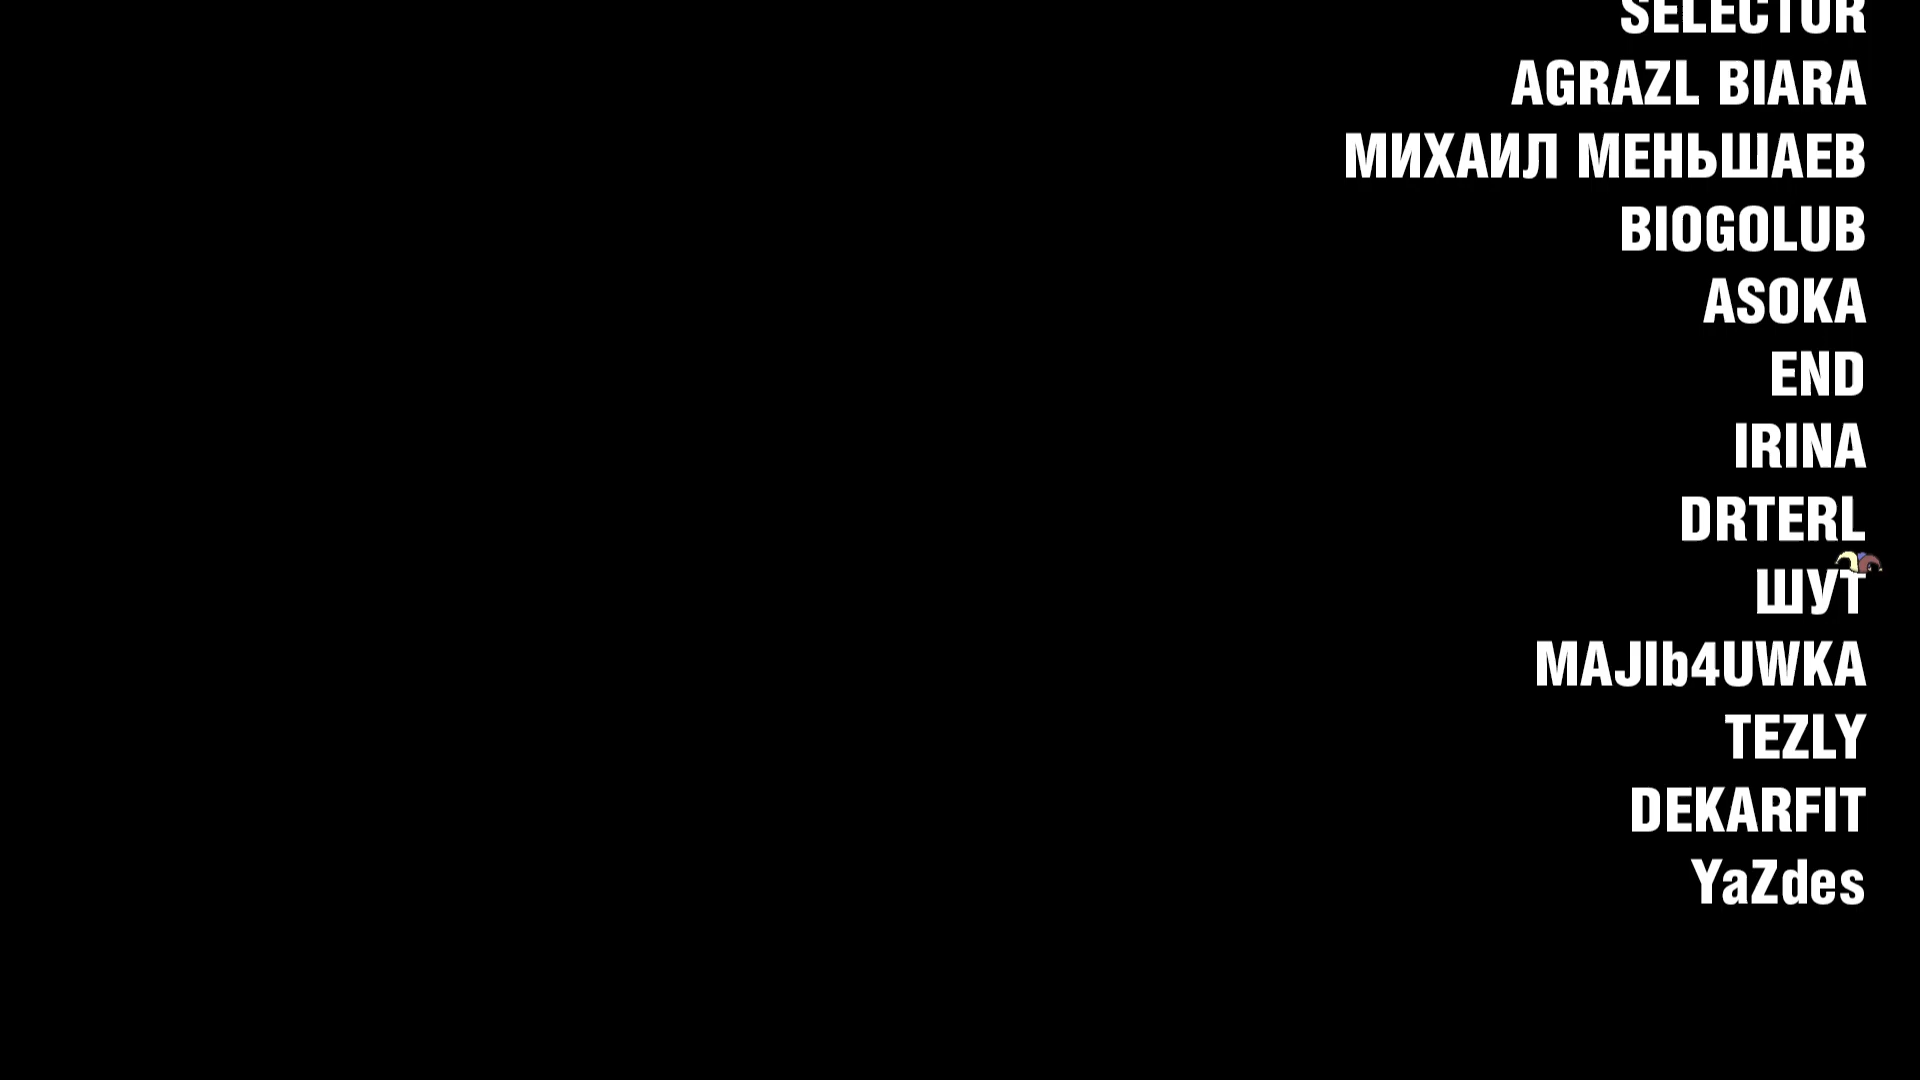 SELECTOR
AGRAZL BIARA
МИХАИЛ МЕНЬШАЕВ
BIOGOLUB
ASOKA
END
IRINA
DRTERL
ШУТ
MAJIb4UWKA
TEZLY
DEKARFIT
YaZdes